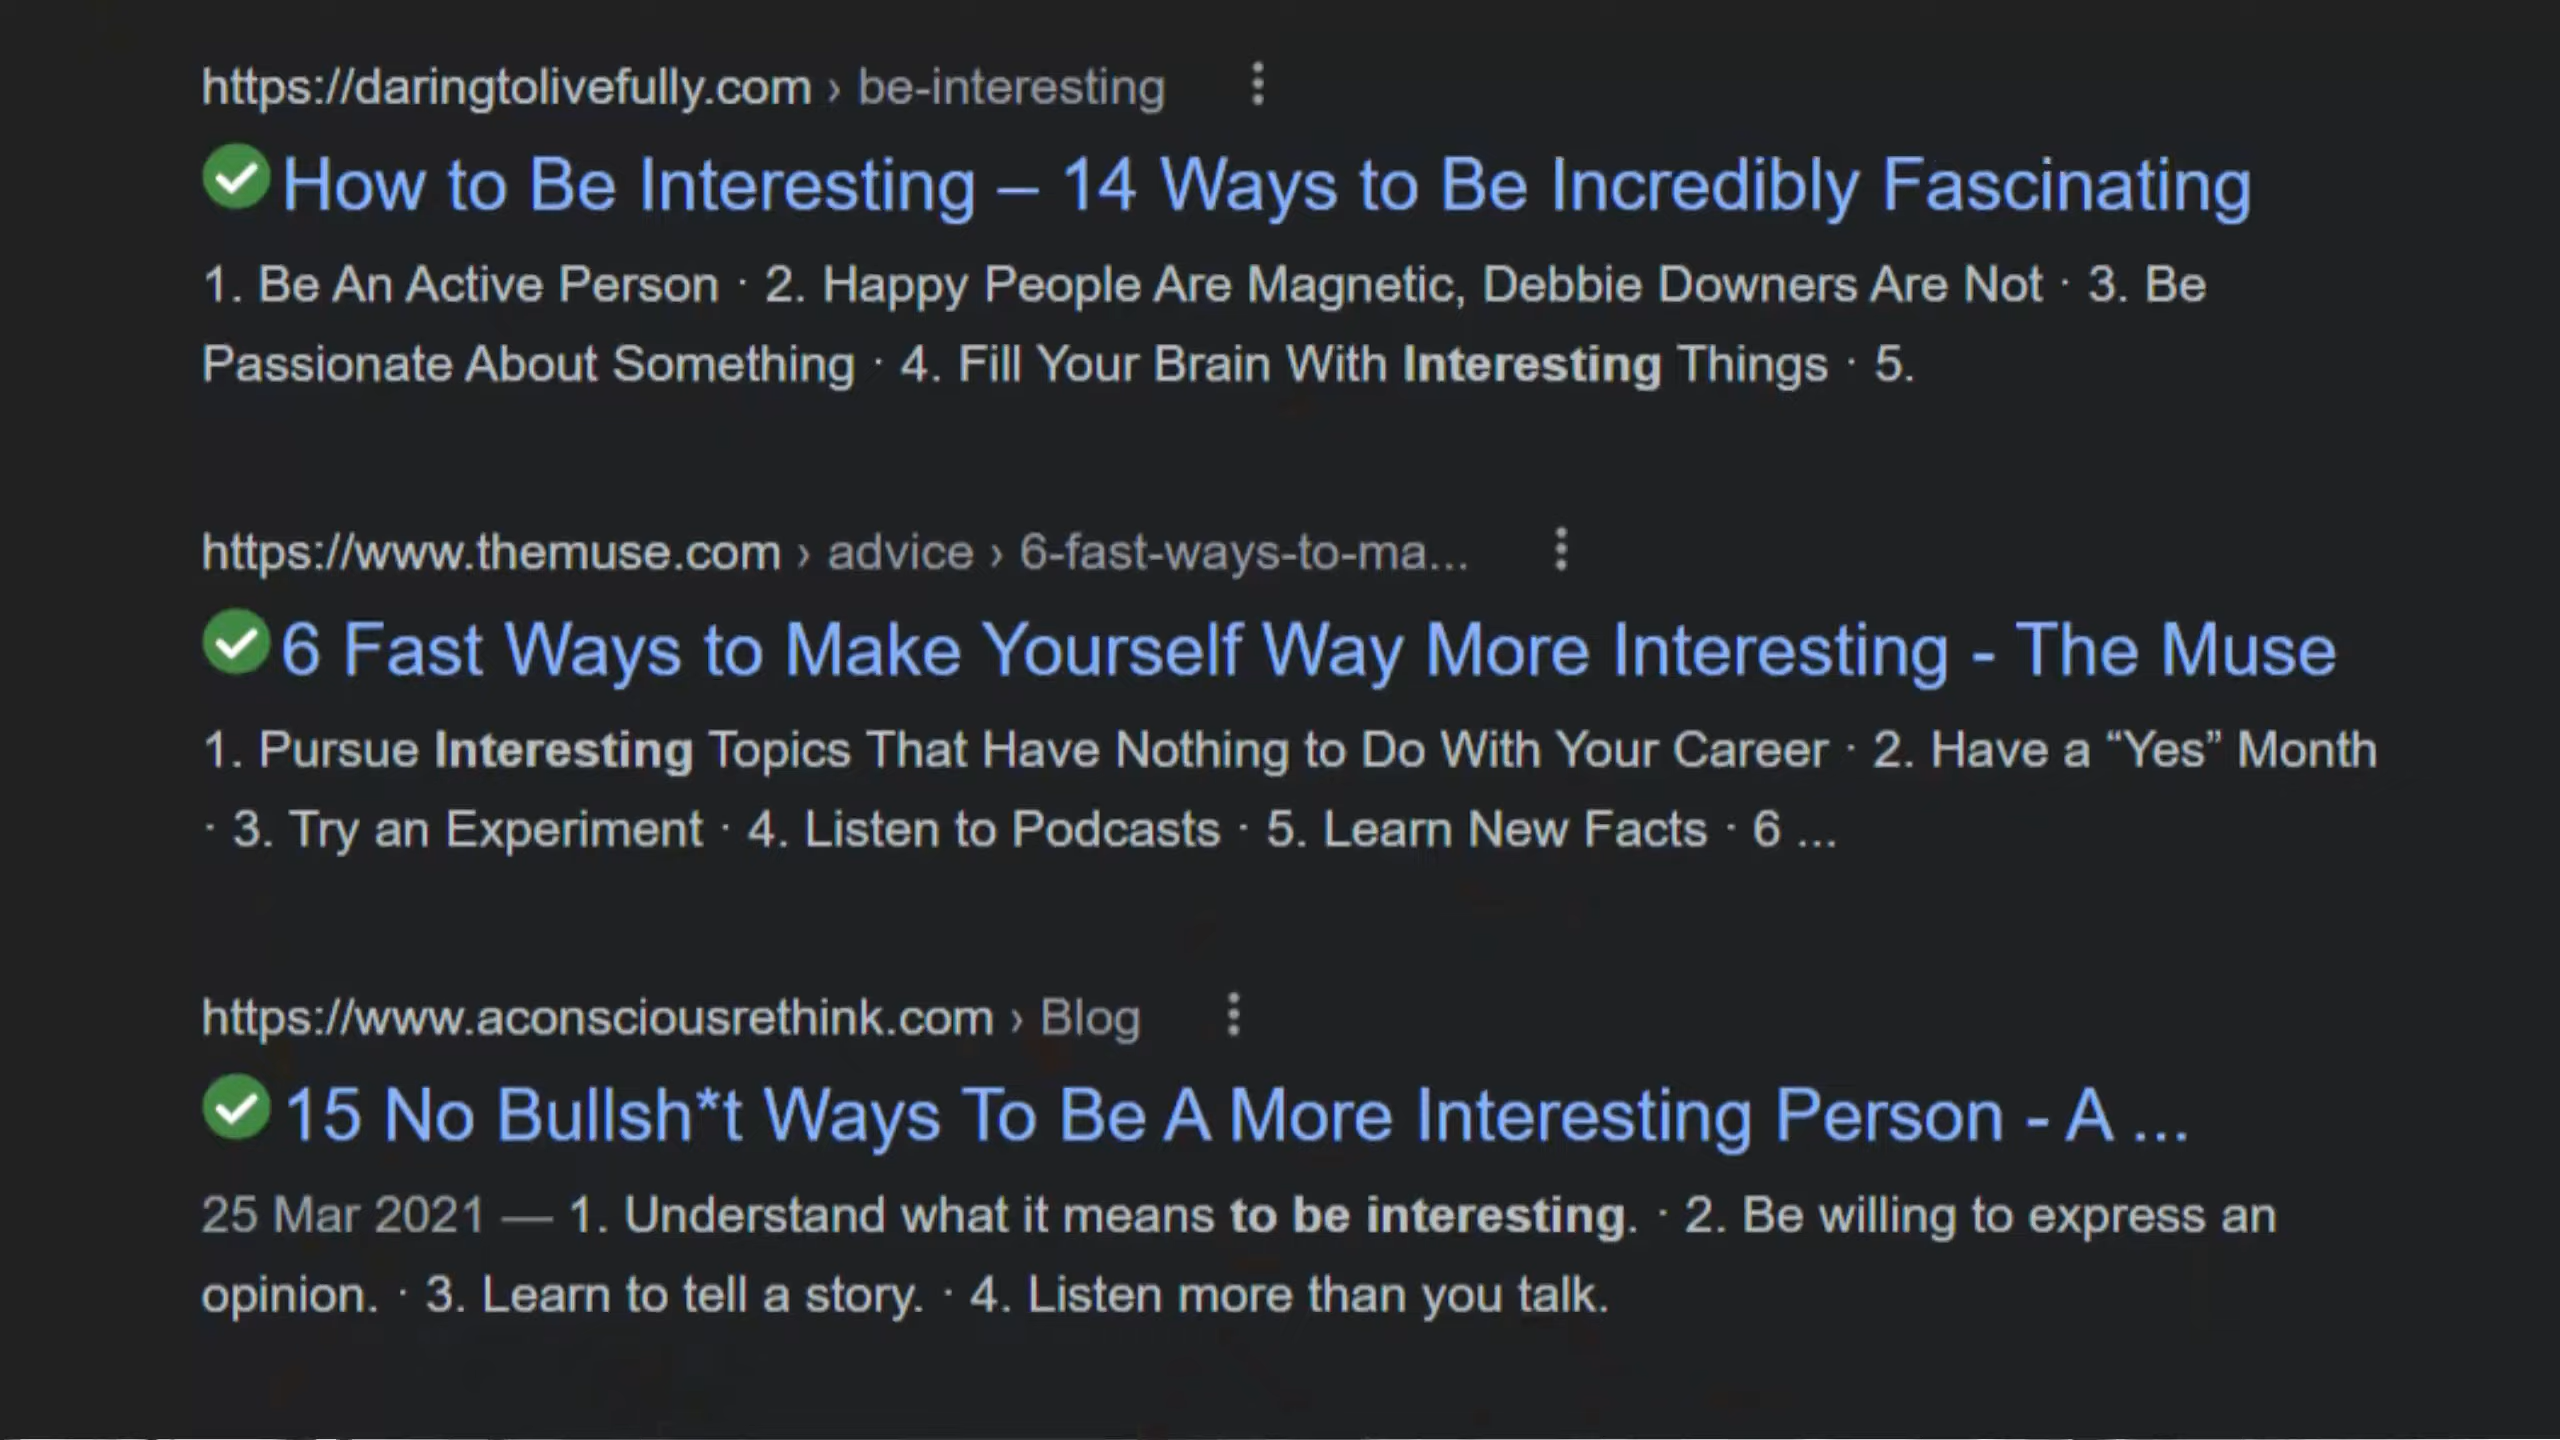 https://daringtolivefully.com › be-interesting
How to Be Interesting – 14 Ways to Be Incredibly Fascinating
1. Be An Active Person · 2. Happy People Are Magnetic, Debbie Downers Are Not · 3. Be
Passionate About Something · 4. Fill Your Brain With Interesting Things · 5.
https://www.themuse.com › advice › 6-fast-ways-to-ma...
6 Fast Ways to Make Yourself Way More Interesting - The Muse
1. Pursue Interesting Topics That Have Nothing to Do With Your Career · 2. Have a “Yes” Month
· 3. Try an Experiment · 4. Listen to Podcasts · 5. Learn New Facts · 6 ...
https://www.aconsciousrethink.com › Blog
15 No Bullsh*t Ways To Be A More Interesting Person - A ...
25 Mar 2021 — 1. Understand what it means to be interesting. · 2. Be willing to express an
opinion. · 3. Learn to tell a story. · 4. Listen more than you talk.